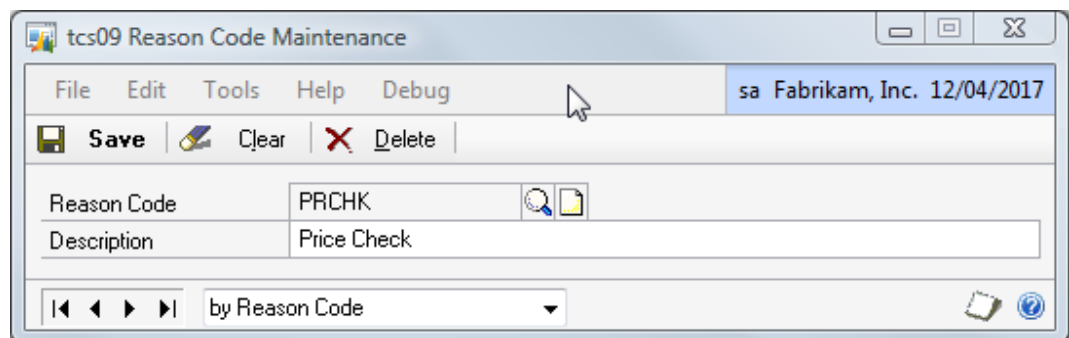 tcs09 Reason Code Maintenance
File Edit Tools Help Debug sa Fabrikam, Inc. 12/04/2017
Save Clear Delete
Reason Code PRCHK
Description Price Check
by Reason Code